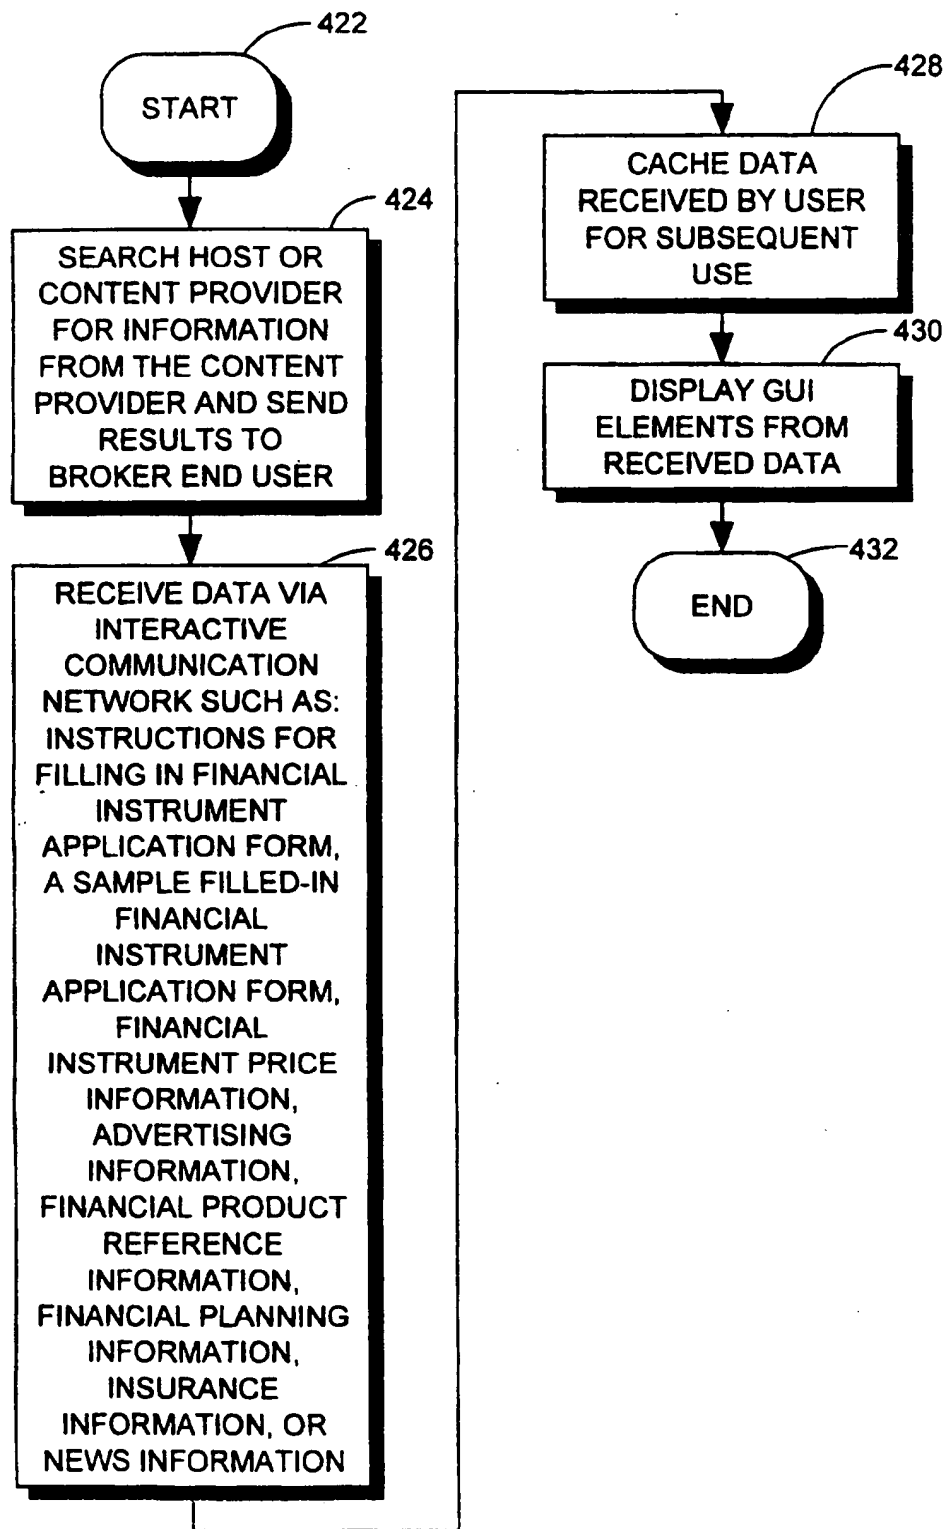 422
START
424
SEARCH HOST OR
CONTENT PROVIDER
FOR INFORMATION
FROM THE CONTENT
PROVIDER AND SEND
RESULTS TO
BROKER END USER
426
RECEIVE DATA VIA
INTERACTIVE
COMMUNICATION
NETWORK SUCH AS:
INSTRUCTIONS FOR
FILLING IN FINANCIAL
INSTRUMENT
APPLICATION FORM,
A SAMPLE FILLED-IN
FINANCIAL
INSTRUMENT
APPLICATION FORM,
FINANCIAL
INSTRUMENT PRICE
INFORMATION,
ADVERTISING
INFORMATION,
FINANCIAL PRODUCT
REFERENCE
INFORMATION,
FINANCIAL PLANNING
INFORMATION,
INSURANCE
INFORMATION, OR
NEWS INFORMATION
428
CACHE DATA
RECEIVED BY USER
FOR SUBSEQUENT
USE
430
DISPLAY GUI
ELEMENTS FROM
RECEIVED DATA
432
END